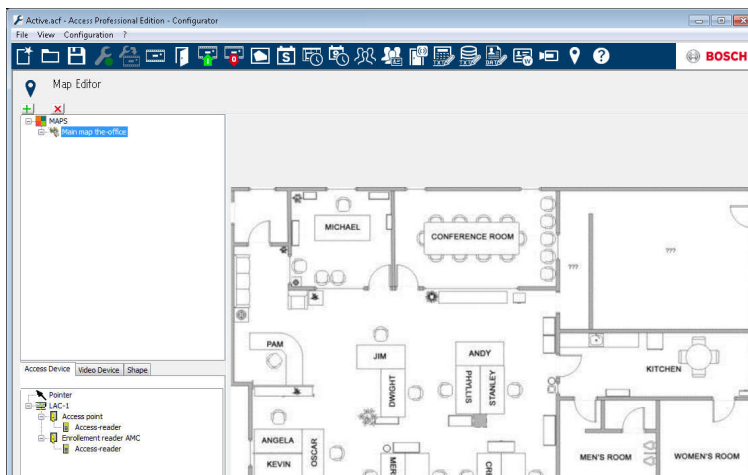 Active.acf - Access Professional Edition - Configurator
File View Configuration ?
BOSCH
Map Editor
MAPS
Main map the-office
MICHAEL
CONFERENCE ROOM
???
???
PAM
JIM
ANDY
KITCHEN
DWIGHT
PHYLLIS
STANLEY
Access Device Video Device Shape
Pointer
LAC-1
Access point
Access-reader
Enrollement reader AMC
Access-reader
ANGELA
OSCAR
KEVIN
MER
CRE
MEN'S ROOM
WOMEN'S ROOM